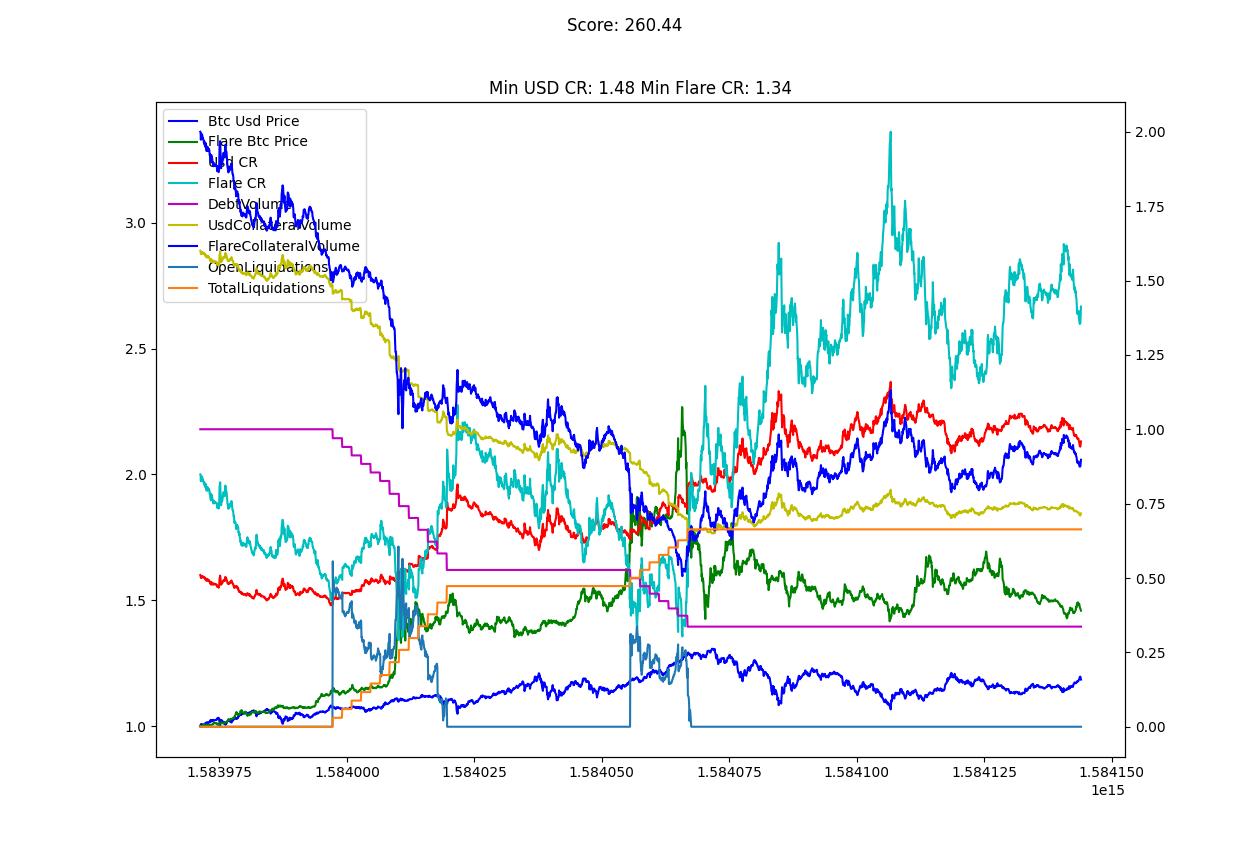 Score: 260.44
Min USD CR: 1.48 Min Flare CR: 1.34
Btc Usd Price
Flare Btc Price
Usd CR
Flare CR
DebtVolume
UsdCollateralVolume
FlareCollateralVolume
OpenLiquidations
TotalLiquidations
3.0
2.5
2.0
1.5
1.0
2.00
1.75
1.50
1.25
1.00
0.75
0.50
0.25
0.00
1.583975 1.584000 1.584025 1.584050 1.584075 1.584100 1.584125 1.584150
1e15